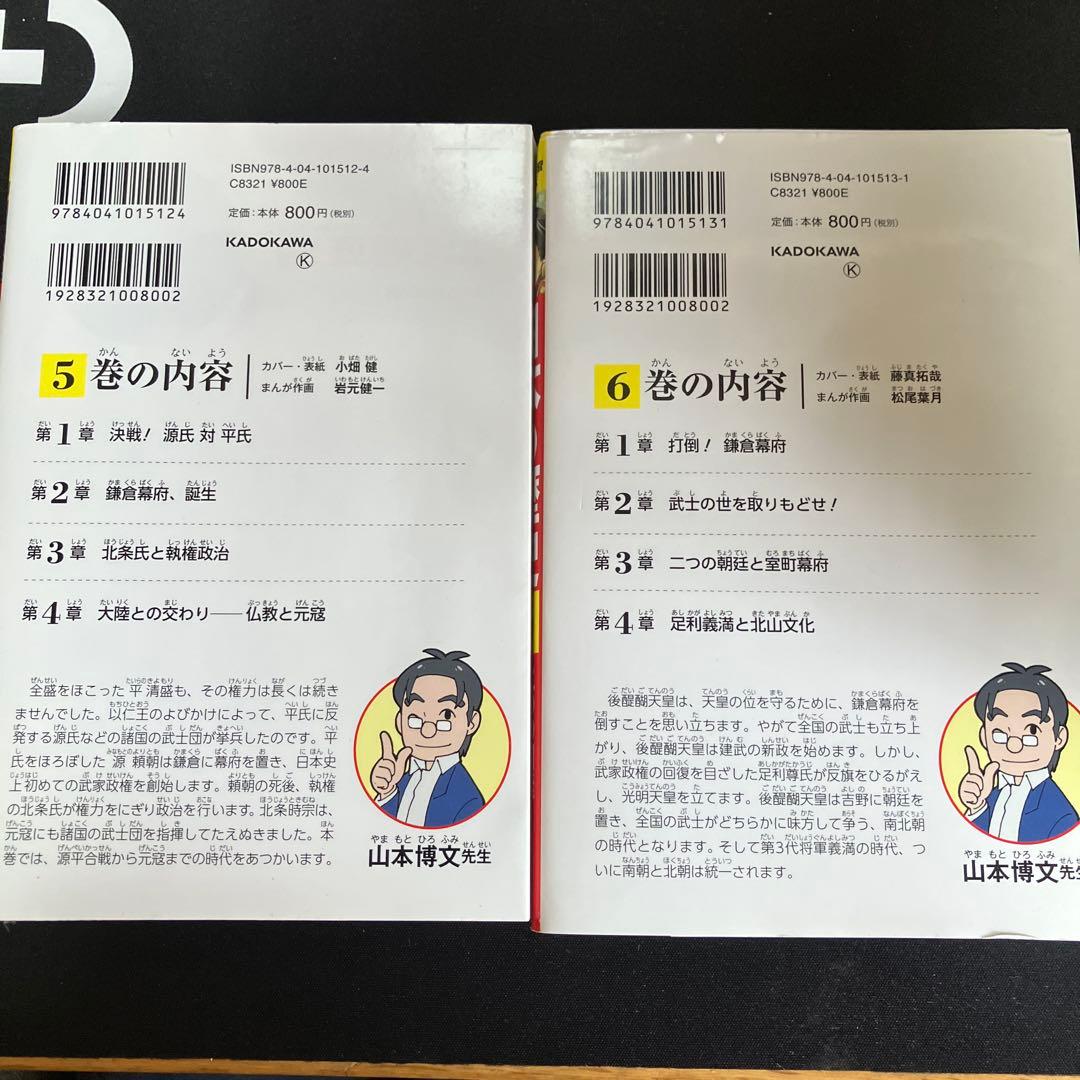 ISBN978-4-04-101512-4
C8321 ¥800E
9784041015124
定価:本体 800円(税別)
KADOKAWA
K
1928321008002
5 巻の内容
カバー・表紙 小畑 健
まんが作画 岩元健一
第1章 決戦! 源氏 対 平氏
第2章 鎌倉幕府、誕生
第3章 北条氏と執権政治
第4章 大陸との交わり――仏教と元寇
全盛をほこった平清盛も、その権力は長くは続き
ませんでした。以仁王のよびかけによって、平氏に反
発する源氏などの諸国の武士団が挙兵したのです。平
氏をほろぼした 源 頼朝は鎌倉に幕府を置き、日本史
上初めての武家政権を創始します。頼朝の死後、執権
の北条氏が権力をにぎり政治を行います。北条時宗は、
元寇にも諸国の武士団を指揮してたえぬきました。本
巻では、源平合戦から元寇までの時代をあつかいます。
山本博文先生
ISBN978-4-04-101513-1
C8321 ¥800E
9784041015131
定価:本体 800円(税別)
KADOKAWA
K
1928321008002
6 巻の内容
カバー・表紙 藤真拓哉
まんが作画 松尾葉月
第1章 打倒! 鎌倉幕府
第2章 武士の世を取りもどせ!
第3章 二つの朝廷と室町幕府
第4章 足利義満と北山文化
後醍醐天皇は、天皇の位を守るために、鎌倉幕府を
倒すことを思い立ちます。やがて全国の武士も立ち上
がり、後醍醐天皇は建武の新政を始めます。しかし、
武家政権の回復を目ざした足利尊氏が反旗をひるがえ
し、光明天皇を立てます。後醍醐天皇は吉野に朝廷を
置き、全国の武士がどちらかに味方して争う、南北朝
の時代となります。そして第3代将軍義満の時代、つ
いに南朝と北朝は統一されます。
山本博文先生